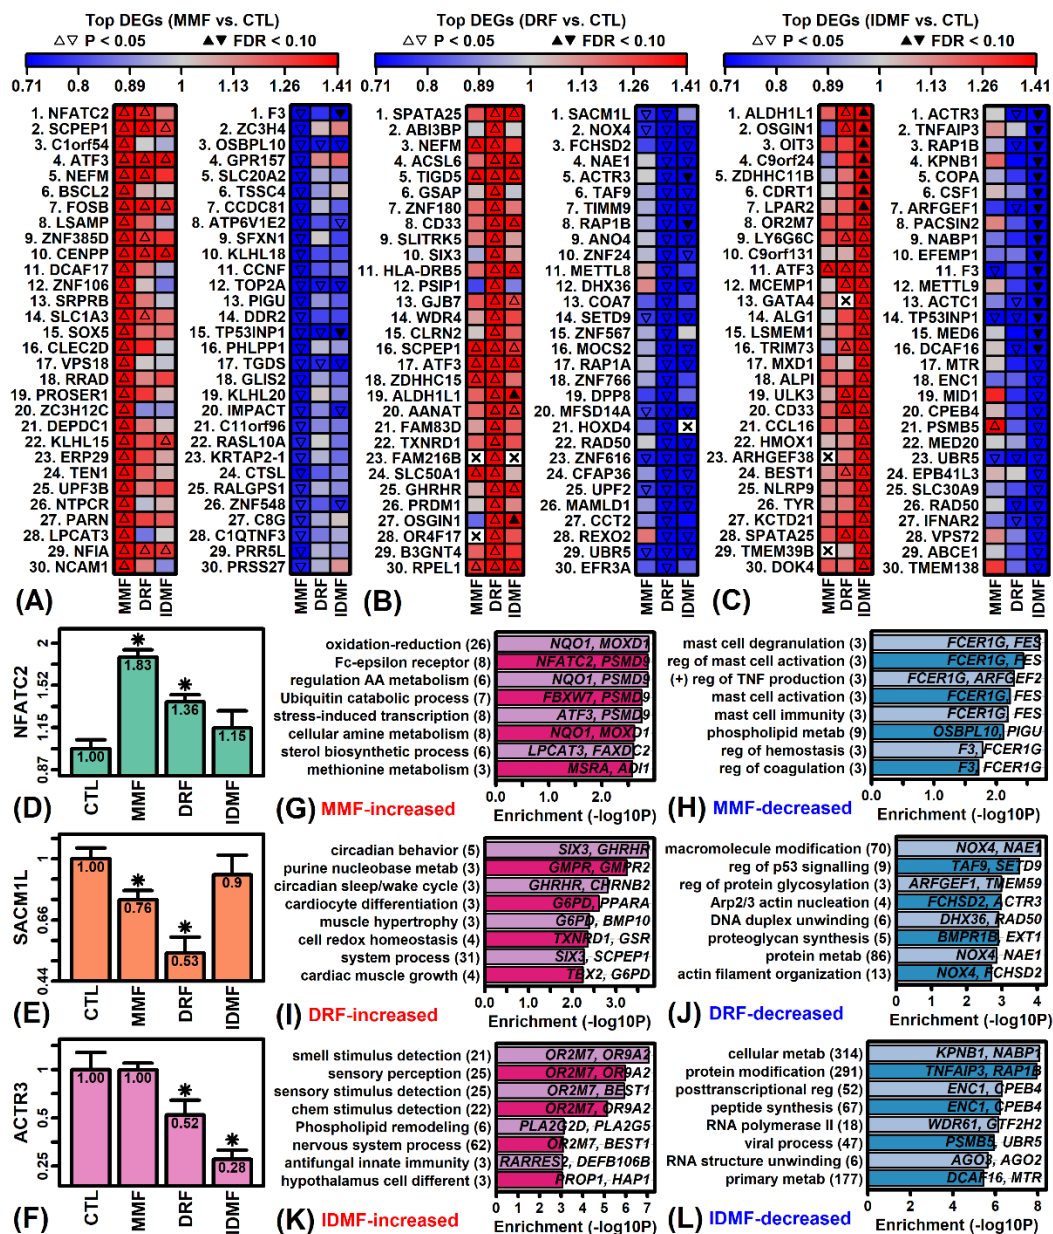 Top DEGs (MMF vs. CTL)
△▽ P < 0.05 ▲▼ FDR < 0.10
0.71 0.89 1 1.13 1.26 1.41
1. NFATC2
2. SCPEP1
3. C1orf54
4. ATF3
5. NEFM
6. BSCL2
7. FOSB
8. LSAMP
9. ZNF385D
10. CENPP
11. DCAF17
12. ZNF106
13. SRPRB
14. SLC1A3
15. SOX5
16. CLEC2D
17. VPS18
18. RRAD
19. PROSER1
20. ZC3H12C
21. DEPDC1
22. KLHL15
23. ERP29
24. TEN1
25. UPF3B
26. NTPCR
27. PARN
28. LPCAT3
29. NFIA
30. NCAM1
1. F3
2. ZC3H4
3. OSBPL10
4. GPR157
5. SLC20A2
6. TSSC4
7. CCDC81
8. ATP6V1E2
9. SFXN1
10. KLHL18
11. CCNF
12. TOP2A
13. PIGU
14. DDR2
15. TP53INP1
16. PHLPP1
17. TGDS
18. GLIS2
19. KLHL20
20. IMPACT
21. C11orf96
22. RASL10A
23. KRTAP2-1
24. CTSL
25. RALGPS1
26. ZNF548
27. C8G
28. C1QTNF3
29. PRR5L
30. PRSS27
MMF DRF IDMF
MMF DRF IDMF
(A)
Top DEGs (DRF vs. CTL)
△▽ P < 0.05 ▲▼ FDR < 0.10
0.71 0.89 1 1.13 1.26 1.41
1. SPATA25
2. ABI3BP
3. NEFM
4. ACSL6
5. TIGD5
6. GSAP
7. ZNF180
8. CD33
9. SLITRK5
10. SIX3
11. HLA-DRB5
12. PSIP1
13. GJB7
14. WDR4
15. CLRN2
16. SCPEP1
17. ATF3
18. ZDHHC15
19. ALDH1L1
20. AANAT
21. FAM83D
22. TXNRD1
23. FAM216B
24. SLC50A1
25. GHRHR
26. PRDM1
27. OSGIN1
28. OR4F17
29. B3GNT4
30. RPEL1
1. SACM1L
2. NOX4
3. FCHSD2
4. NAE1
5. ACTR3
6. TAF9
7. TIMM9
8. RAP1B
9. ANO4
10. ZNF24
11. METTL8
12. DHX36
13. COA7
14. SETD9
15. ZNF567
16. MOCS2
17. RAP1A
18. ZNF766
19. DPP8
20. MFSD14A
21. HOXD4
22. RAD50
23. ZNF616
24. CFAP36
25. UPF2
26. MAMLD1
27. CCT2
28. REXO2
29. UBR5
30. EFR3A
MMF DRF IDMF
MMF DRF IDMF
(B)
Top DEGs (IDMF vs. CTL)
△▽ P < 0.05 ▲▼ FDR < 0.10
0.71 0.89 1 1.13 1.26 1.41
1. ALDH1L1
2. OSGIN1
3. OIT3
4. C9orf24
5. ZDHHC11B
6. CDRT1
7. LPAR2
8. OR2M7
9. LY6G6C
10. C9orf131
11. ATF3
12. MCEMP1
13. GATA4
14. ALG1
15. LSMEM1
16. TRIM73
17. MXD1
18. ALPI
19. ULK3
20. CD33
21. CCL16
22. HMOX1
23. ARHGEF38
24. BEST1
25. NLRP9
26. TYR
27. KCTD21
28. SPATA25
29. TMEM39B
30. DOK4
1. ACTR3
2. TNFAIP3
3. RAP1B
4. KPNB1
5. COPA
6. CSF1
7. ARFGEF1
8. PACSIN2
9. NABP1
10. EFEMP1
11. F3
12. METTL9
13. ACTC1
14. TP53INP1
15. MED6
16. DCAF16
17. MTR
18. ENC1
19. MID1
20. CPEB4
21. PSMB5
22. MED20
23. UBR5
24. EPB41L3
25. SLC30A9
26. RAD50
27. IFNAR2
28. VPS72
29. ABCE1
30. TMEM138
MMF DRF IDMF
MMF DRF IDMF
(C)
NFATC2
2
1.52
1.15
0.87
1.00
1.83
1.36
1.15
*
*
CTL MMF DRF IDMF
(D)
oxidation-reduction (26) NQO1, MOXD1
Fc-epsilon receptor (8) NFATC2, PSMD9
regulation AA metabolism (6) NQO1, PSMD9
Ubiquitin catabolic process (7) FBXW7, PSMD9
stress-induced transcription (8) ATF3, PSMD9
cellular amine metabolism (8) NQO1, MOXD1
sterol biosynthetic process (6) LPCAT3, FAXDC2
methionine metabolism (3) MSRA, ADI1
0.0 1.0 2.0
Enrichment (-log10P)
(G) MMF-increased
mast cell degranulation (3) FCER1G, FES
reg of mast cell activation (3) FCER1G, FES
(+) reg of TNF production (3) FCER1G, ARFGEF2
mast cell activation (3) FCER1G, FES
mast cell immunity (3) FCER1G, FES
phospholipid metab (9) OSBPL10, PIGU
reg of hemostasis (3) F3, FCER1G
reg of coagulation (3) F3, FCER1G
0.0 1.0 2.0
Enrichment (-log10P)
(H) MMF-decreased
SACM1L
1
0.66
0.44
1.00
0.76
0.53
0.9
*
*
CTL MMF DRF IDMF
(E)
circadian behavior (5) SIX3, GHRHR
purine nucleobase metab (3) GMPR, GMPR2
circadian sleep/wake cycle (3) GHRHR, CHRNB2
cardiocyte differentiation (3) G6PD, PPARA
muscle hypertrophy (3) G6PD, BMP10
cell redox homeostasis (4) TXNRD1, GSR
system process (31) SIX3, SCPEP1
cardiac muscle growth (4) TBX2, G6PD
0.0 1.0 2.0 3.0
Enrichment (-log10P)
(I) DRF-increased
macromolecule modification (70) NOX4, NAE1
reg of p53 signalling (9) TAF9, SETD9
reg of protein glycosylation (3) ARFGEF1, TMEM59
Arp2/3 actin nucleation (4) FCHSD2, ACTR3
DNA duplex unwinding (6) DHX36, RAD50
proteoglycan synthesis (5) BMPR1B, EXT1
protein metab (86) NOX4, NAE1
actin filament organization (13) NOX4, FCHSD2
0 1 2 3 4
Enrichment (-log10P)
(J) DRF-decreased
ACTR3
1
0.5
0.25
1.00
1.00
0.52
0.28
*
*
CTL MMF DRF IDMF
(F)
smell stimulus detection (21) OR2M7, OR9A2
sensory perception (25) OR2M7, OR9A2
sensory stimulus detection (25) OR2M7, BEST1
chem stimulus detection (22) OR2M7, OR9A2
Phospholipid remodeling (6) PLA2G2D, PLA2G5
nervous system process (62) OR2M7, BEST1
antifungal innate immunity (3) RARRES2, DEFB106B
hypothalamus cell different (3) PROP1, HAP1
0 1 2 3 4 5 6 7
Enrichment (-log10P)
(K) IDMF-increased
cellular metab (314) KPNB1, NABP1
protein modification (291) TNFAIP3, RAP1B
posttranscriptional reg (52) ENC1, CPEB4
peptide synthesis (67) ENC1, CPEB4
RNA polymerase II (18) WDR61, GTF2H2
viral process (47) PSMB5, UBR5
RNA structure unwinding (6) AGO3, AGO2
primary metab (177) DCAF16, MTR
0 2 4 6 8
Enrichment (-log10P)
(L) IDMF-decreased